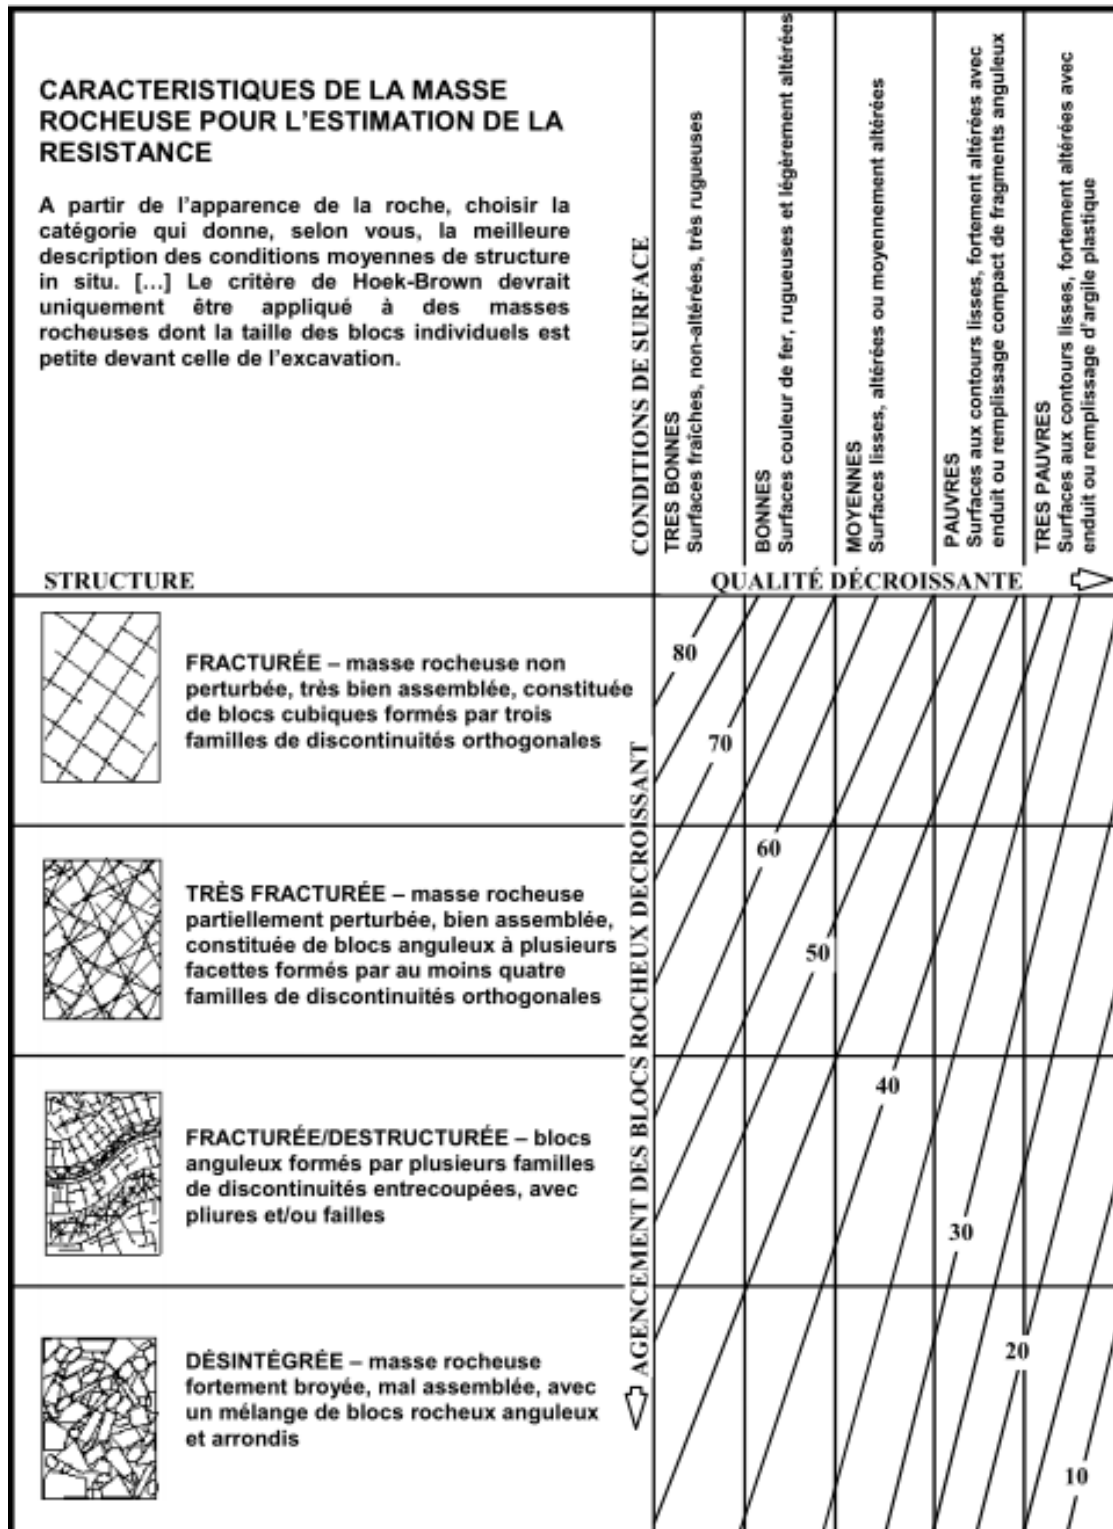 CARACTERISTIQUES DE LA MASSE
ROCHEUSE POUR L'ESTIMATION DE LA
RESISTANCE
A partir de l'apparence de la roche, choisir la
catégorie qui donne, selon vous, la meilleure
description des conditions moyennes de structure
in situ. [...] Le critère de Hoek-Brown devrait
uniquement être appliqué à des masses
rocheuses dont la taille des blocs individuels est
petite devant celle de l'excavation.
CONDITIONS DE SURFACE
TRES BONNES
Surfaces fraîches, non-altérées, très rugueuses
BONNES
Surfaces couleur de fer, rugueuses et légèrement altérées
MOYENNES
Surfaces lisses, altérées ou moyennement altérées
PAUVRES
Surfaces aux contours lisses, fortement altérées avec
enduit ou remplissage compact de fragments anguleux
TRES PAUVRES
Surfaces aux contours lisses, fortement altérées avec
enduit ou remplissage d'argile plastique
STRUCTURE
QUALITÉ DÉCROISSANTE
AGENCEMENT DES BLOCS ROCHEUX DECROISSANT
FRACTURÉE – masse rocheuse non
perturbée, très bien assemblée, constituée
de blocs cubiques formés par trois
familles de discontinuités orthogonales
80
70
TRÈS FRACTURÉE – masse rocheuse
partiellement perturbée, bien assemblée,
constituée de blocs anguleux à plusieurs
facettes formés par au moins quatre
familles de discontinuités orthogonales
60
50
FRACTURÉE/DESTRUCTURÉE – blocs
anguleux formés par plusieurs familles
de discontinuités entrecoupées, avec
pliures et/ou failles
40
30
DÉSINTÉGRÉE – masse rocheuse
fortement broyée, mal assemblée, avec
un mélange de blocs rocheux anguleux
et arrondis
20
10